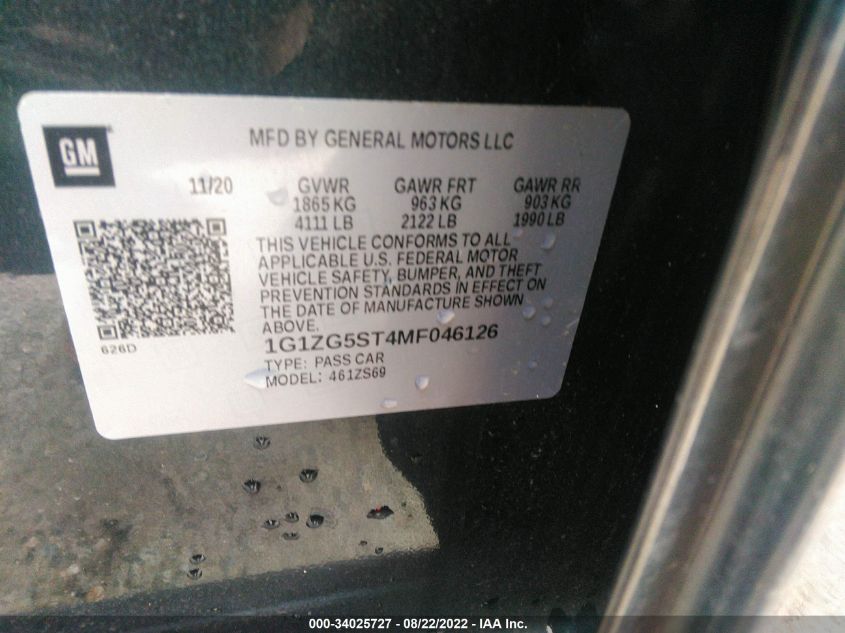 GM
MFD BY GENERAL MOTORS LLC
11/20 GVWR GAWR FRT GAWR RR
1865 KG 963 KG 903 KG
4111 LB 2122 LB 1990 LB
THIS VEHICLE CONFORMS TO ALL
APPLICABLE U.S. FEDERAL MOTOR
VEHICLE SAFETY, BUMPER, AND THEFT
PREVENTION STANDARDS IN EFFECT ON
THE DATE OF MANUFACTURE SHOWN
ABOVE.
626D
1G1ZG5ST4MF046126
TYPE: PASS CAR
MODEL: 461ZS69
000-34025727 - 08/22/2022 - IAA Inc.